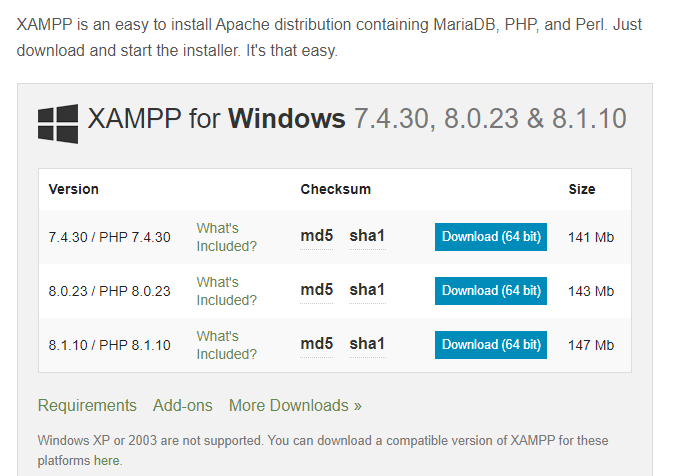 XAMPP is an easy to install Apache distribution containing MariaDB, PHP, and Perl. Just
download and start the installer. It's that easy.
XAMPP for Windows 7.4.30, 8.0.23 & 8.1.10
Version Checksum Size
7.4.30 / PHP 7.4.30 What's Included? md5 sha1 Download (64 bit) 141 Mb
8.0.23 / PHP 8.0.23 What's Included? md5 sha1 Download (64 bit) 143 Mb
8.1.10 / PHP 8.1.10 What's Included? md5 sha1 Download (64 bit) 147 Mb
Requirements Add-ons More Downloads »
Windows XP or 2003 are not supported. You can download a compatible version of XAMPP for these
platforms here.